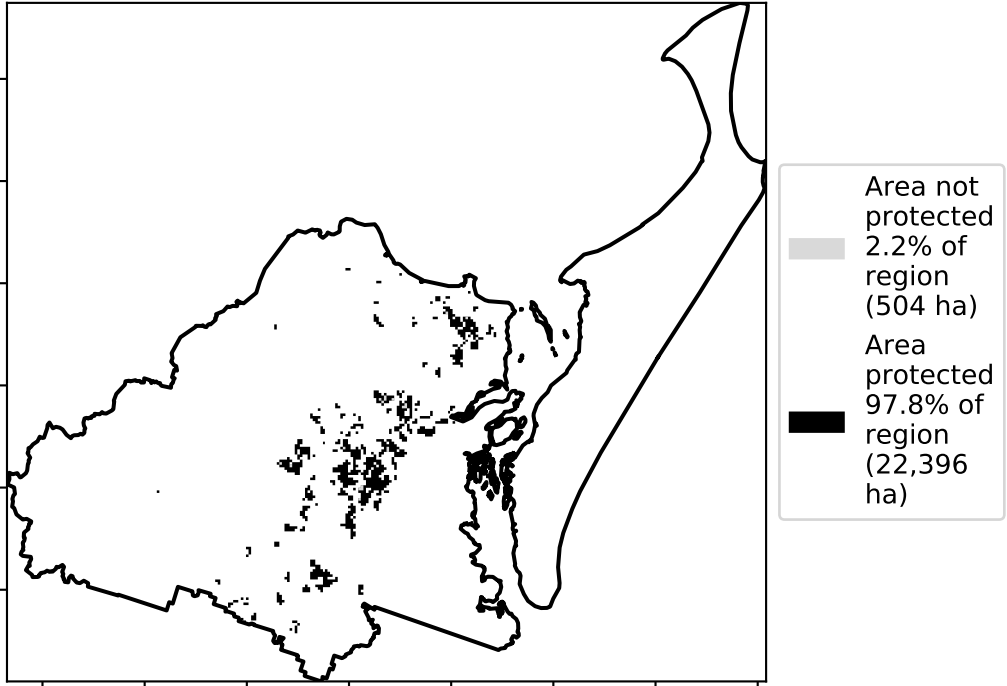 Area not
protected
2.2% of
region
(504 ha)
Area
protected
97.8% of
region
(22,396
ha)